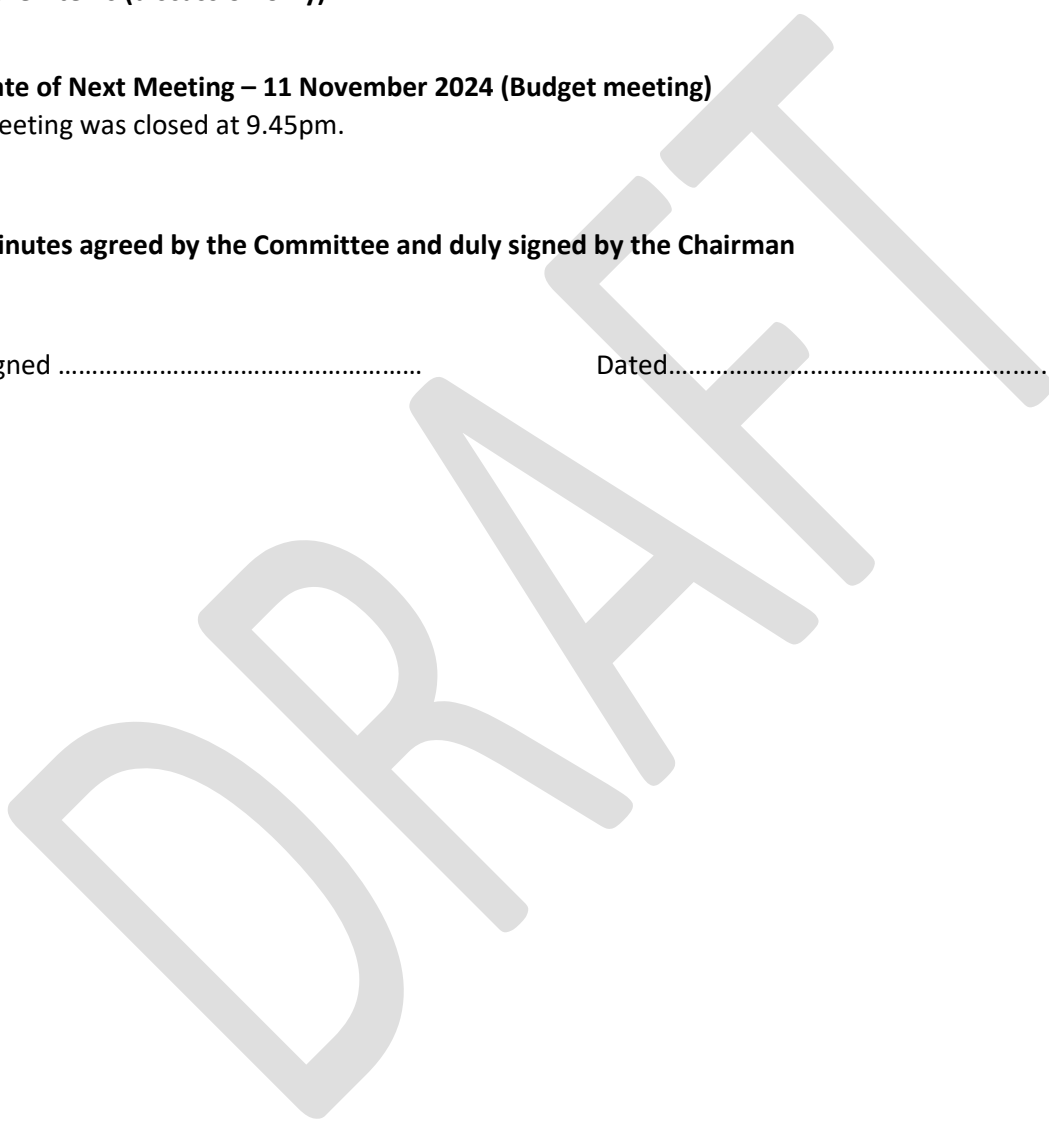 ate of Next Meeting – 11 November 2024 (Budget meeting)
eeting was closed at 9.45pm.
inutes agreed by the Committee and duly signed by the Chairman
gned ……………………………………………… Dated………………………………………………..
DRAFT